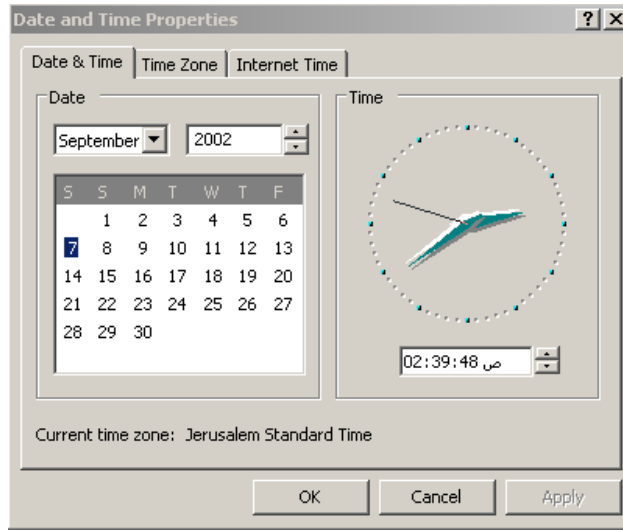 Date and Time Properties
Date & Time Time Zone Internet Time
Date
September 2002
S S M T W T F
1 2 3 4 5 6
7 8 9 10 11 12 13
14 15 16 17 18 19 20
21 22 23 24 25 26 27
28 29 30
Time
02:39:48 ص
Current time zone: Jerusalem Standard Time
OK Cancel Apply